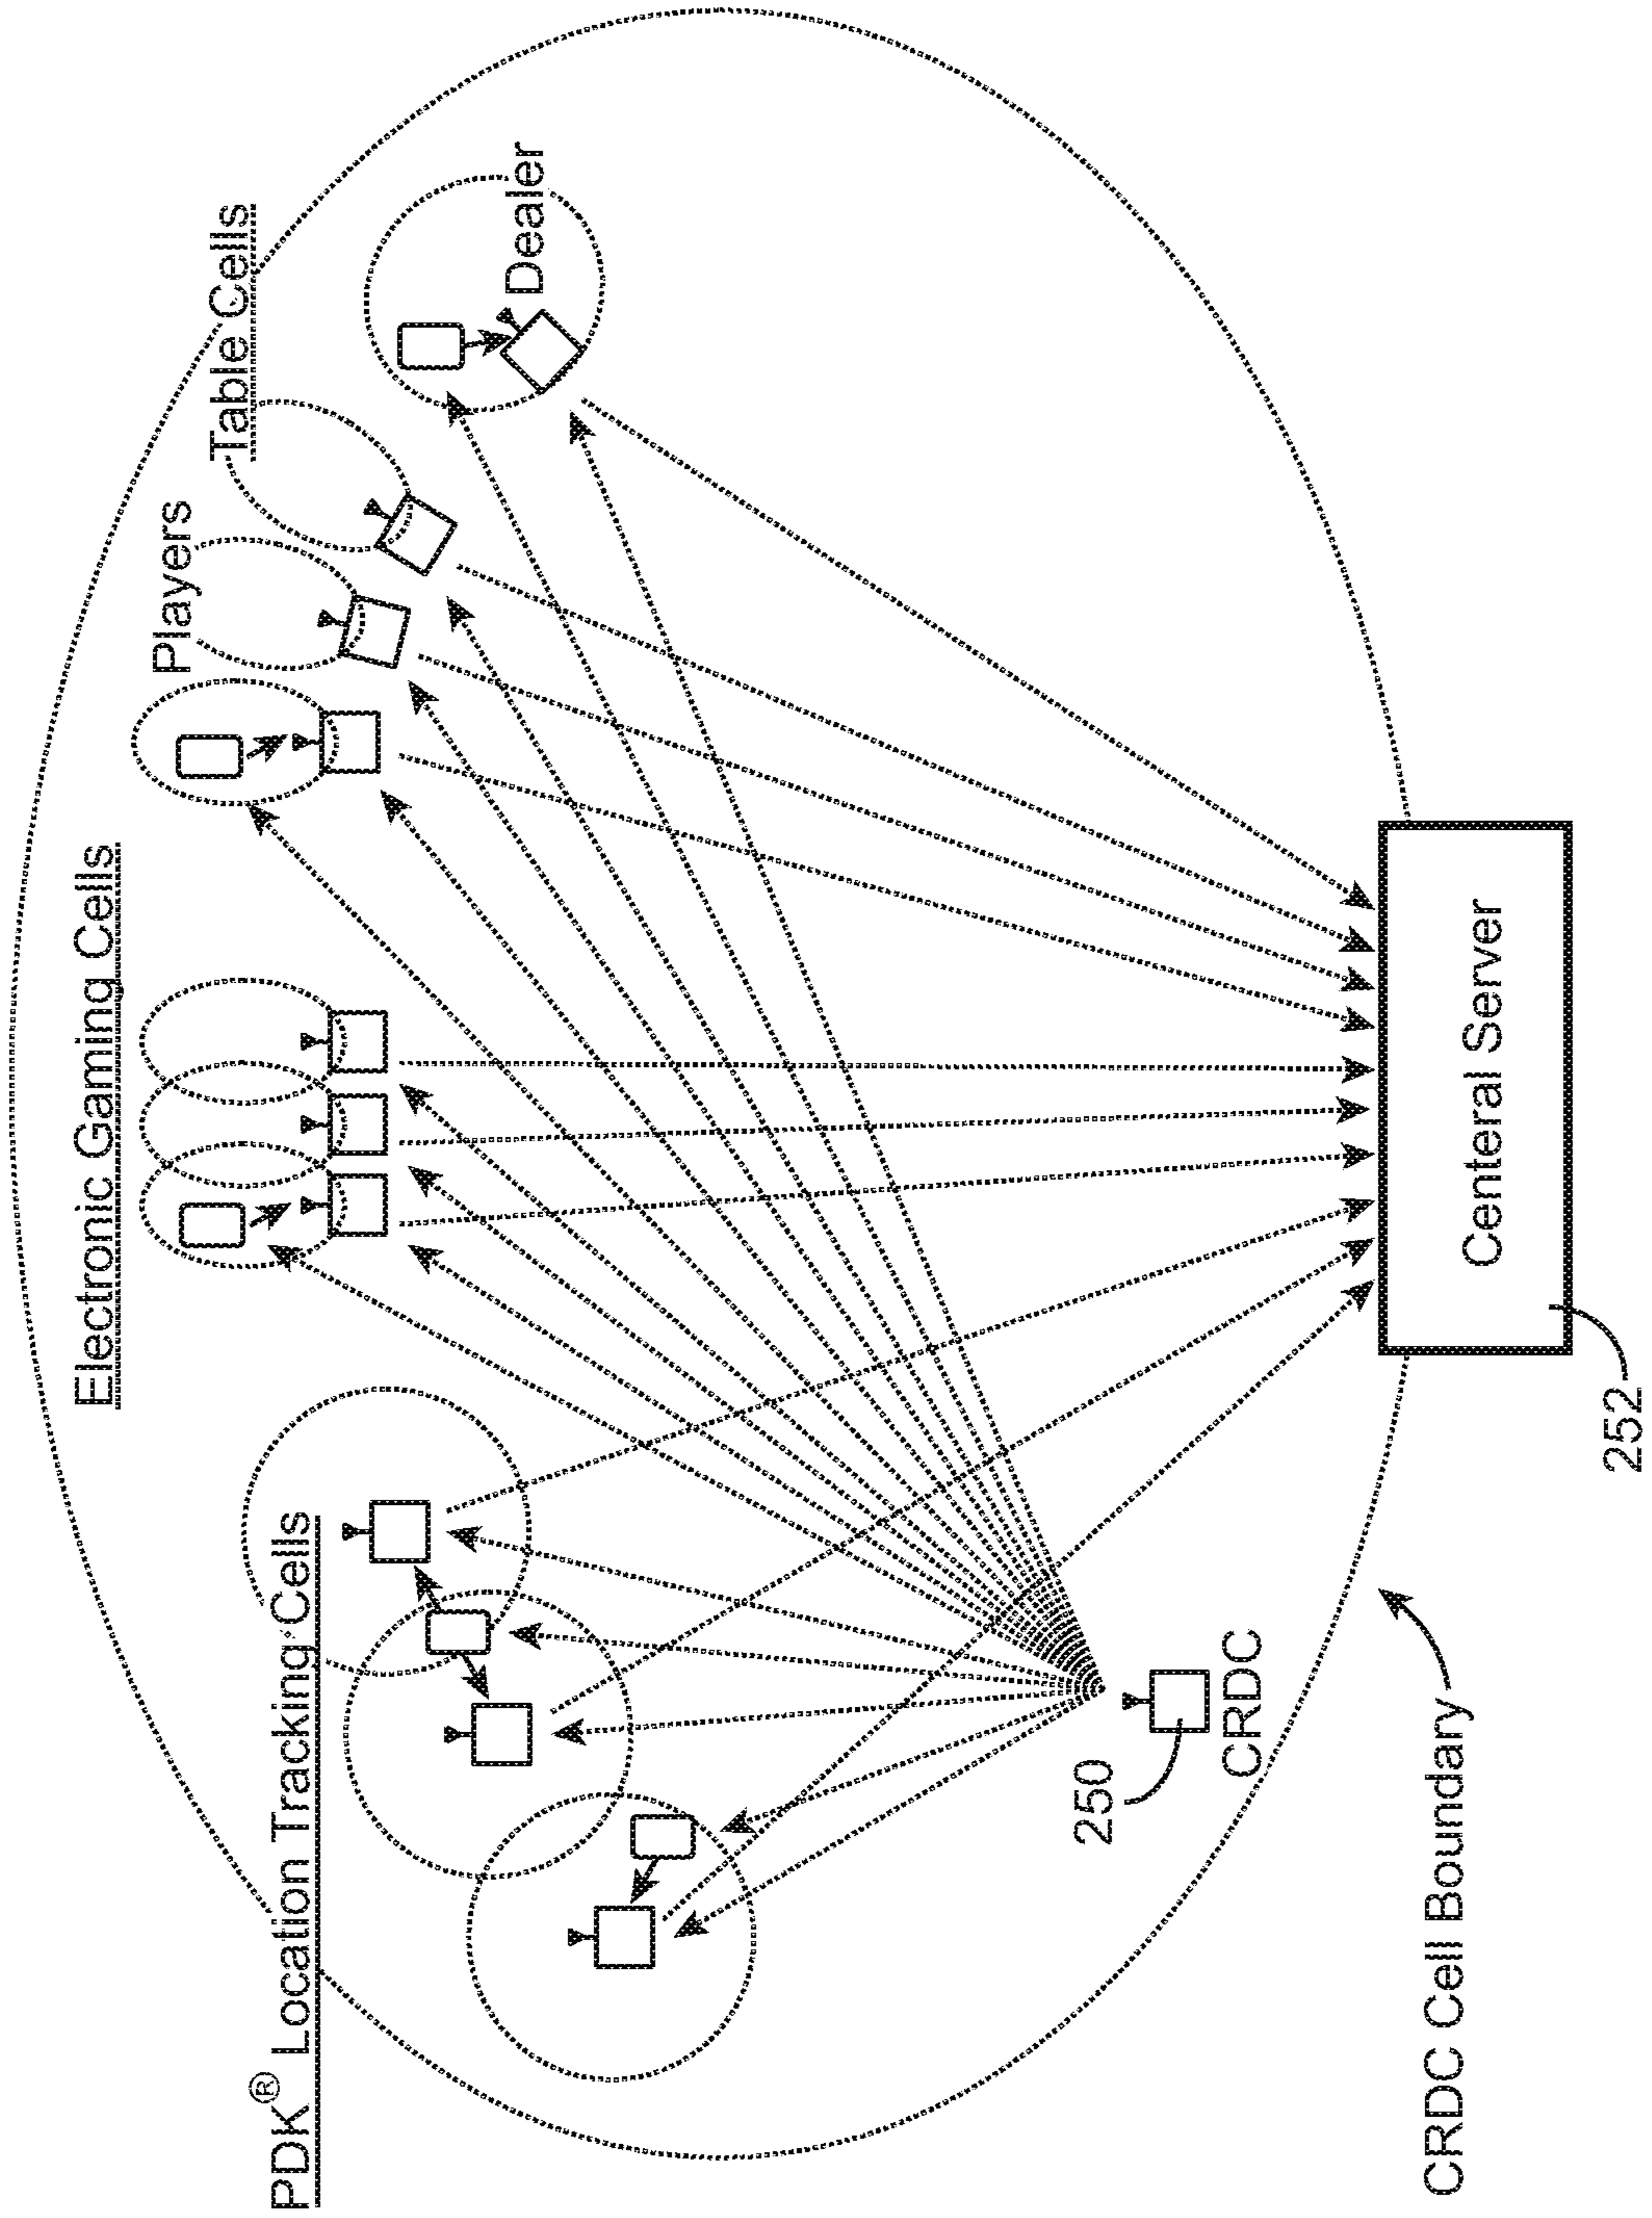 PDK® Location Tracking Cells
Electronic Gaming Cells
Players
Table Cells
Dealer
250
CRDC
CRDC Cell Boundary
Centeral Server
252